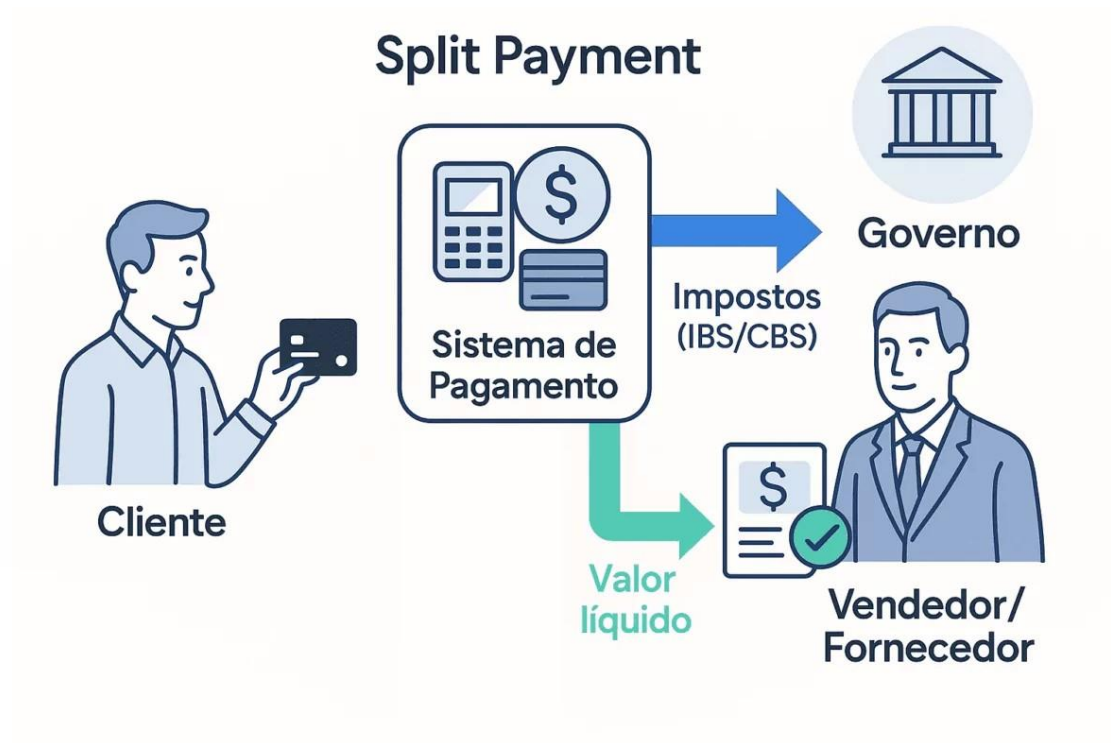 Split Payment
Cliente
$
Sistema de
Pagamento
Impostos
(IBS/CBS)
Governo
Valor
líquido
$
Vendedor/
Fornecedor